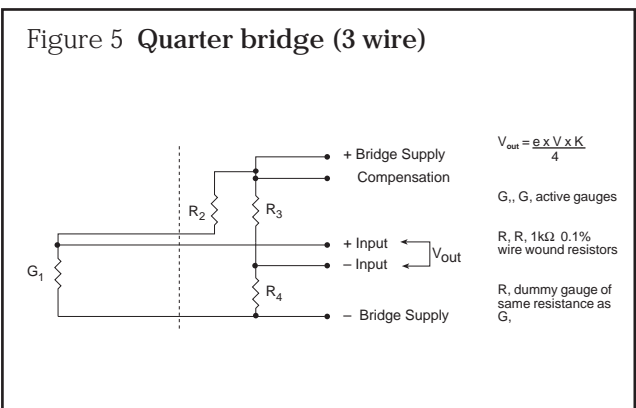 Figure 5 Quarter bridge (3 wire)
+ Bridge Supply
Compensation
R2
R3
+ Input
– Input
Vout
G1
R4
– Bridge Supply
Vout = e x V x K
4
G,, G, active gauges
R, R, 1kΩ 0.1%
wire wound resistors
R, dummy gauge of
same resistance as
G,